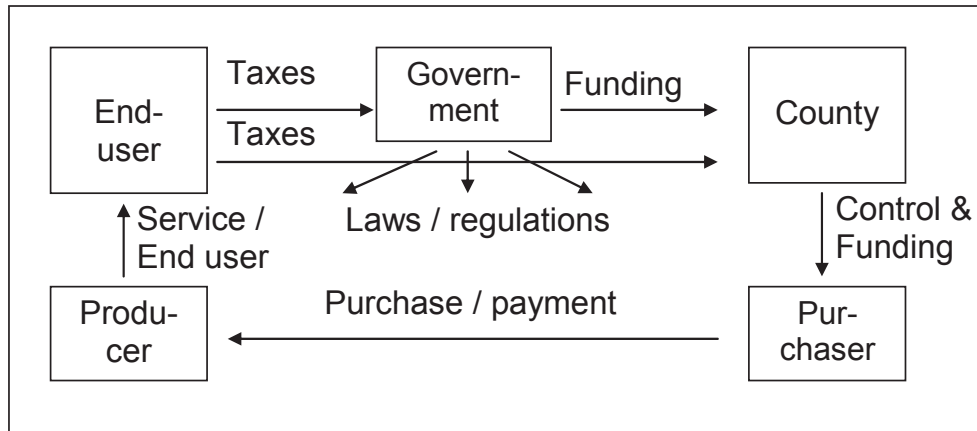 Taxes
Govern-
ment
Funding
End-
user
County
Taxes
Service /
End user
Laws / regulations
Control &
Funding
Produ-
cer
Purchase / payment
Pur-
chaser